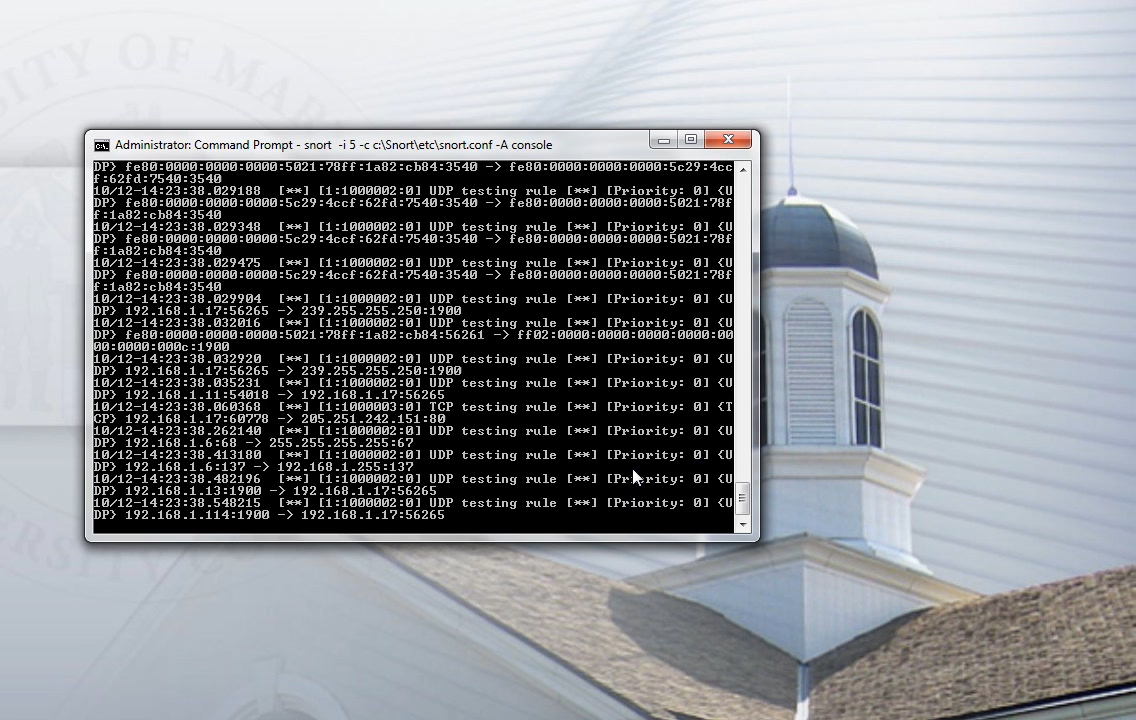 SITY OF MAR
Administrator: Command Prompt - snort -i 5 -c c:\Snort\etc\snort.conf -A console
DP} fe80:0000:0000:0000:5021:78ff:1a82:cb84:3540 -> fe80:0000:0000:0000:5c29:4cc
f:62fd:7540:3540
10/12-14:23:38.029188 [**] [1:1000002:0] UDP testing rule [**] [Priority: 0] {U
DP} fe80:0000:0000:0000:5c29:4ccf:62fd:7540:3540 -> fe80:0000:0000:0000:5021:78f
f:1a82:cb84:3540
10/12-14:23:38.029348 [**] [1:1000002:0] UDP testing rule [**] [Priority: 0] {U
DP} fe80:0000:0000:0000:5c29:4ccf:62fd:7540:3540 -> fe80:0000:0000:0000:5021:78f
f:1a82:cb84:3540
10/12-14:23:38.029475 [**] [1:1000002:0] UDP testing rule [**] [Priority: 0] {U
DP} fe80:0000:0000:0000:5c29:4ccf:62fd:7540:3540 -> fe80:0000:0000:0000:5021:78f
f:1a82:cb84:3540
10/12-14:23:38.029904 [**] [1:1000002:0] UDP testing rule [**] [Priority: 0] {U
DP} 192.168.1.17:56265 -> 239.255.255.250:1900
10/12-14:23:38.032016 [**] [1:1000002:0] UDP testing rule [**] [Priority: 0] {U
DP} fe80:0000:0000:0000:5021:78ff:1a82:cb84:56261 -> ff02:0000:0000:0000:0000:00
00:0000:000c:1900
10/12-14:23:38.032920 [**] [1:1000002:0] UDP testing rule [**] [Priority: 0] {U
DP} 192.168.1.17:56265 -> 239.255.255.250:1900
10/12-14:23:38.035231 [**] [1:1000002:0] UDP testing rule [**] [Priority: 0] {U
DP} 192.168.1.11:54018 -> 192.168.1.17:56265
10/12-14:23:38.060368 [**] [1:1000003:0] TCP testing rule [**] [Priority: 0] {T
CP} 192.168.1.17:60778 -> 205.251.242.151:80
10/12-14:23:38.262140 [**] [1:1000002:0] UDP testing rule [**] [Priority: 0] {U
DP} 192.168.1.6:68 -> 255.255.255.255:67
10/12-14:23:38.413180 [**] [1:1000002:0] UDP testing rule [**] [Priority: 0] {U
DP} 192.168.1.6:137 -> 192.168.1.255:137
10/12-14:23:38.482196 [**] [1:1000002:0] UDP testing rule [**] [Priority: 0] {U
DP} 192.168.1.13:1900 -> 192.168.1.17:56265
10/12-14:23:38.548215 [**] [1:1000002:0] UDP testing rule [**] [Priority: 0] {U
DP} 192.168.1.114:1900 -> 192.168.1.17:56265